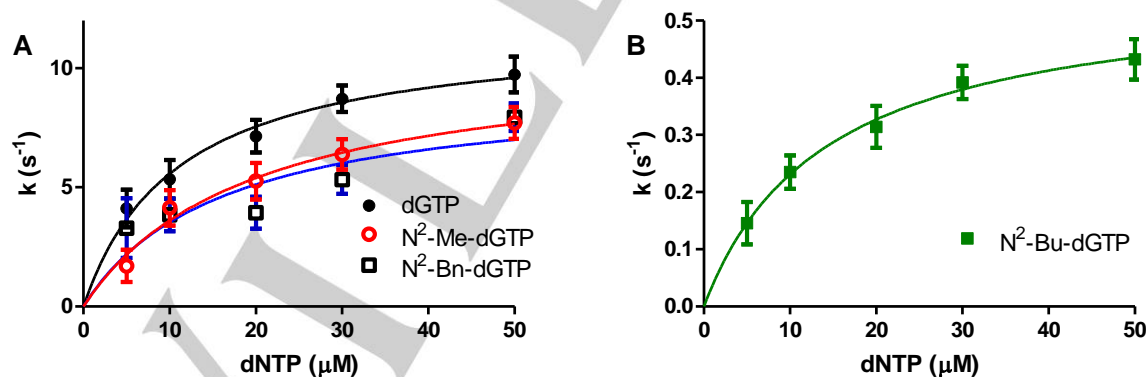 A
k (s⁻¹)
10
5
0
0 10 20 30 40 50
dNTP (μM)
dGTP
N²-Me-dGTP
N²-Bn-dGTP
B
k (s⁻¹)
0.5
0.4
0.3
0.2
0.1
0.0
0 10 20 30 40 50
dNTP (μM)
N²-Bu-dGTP